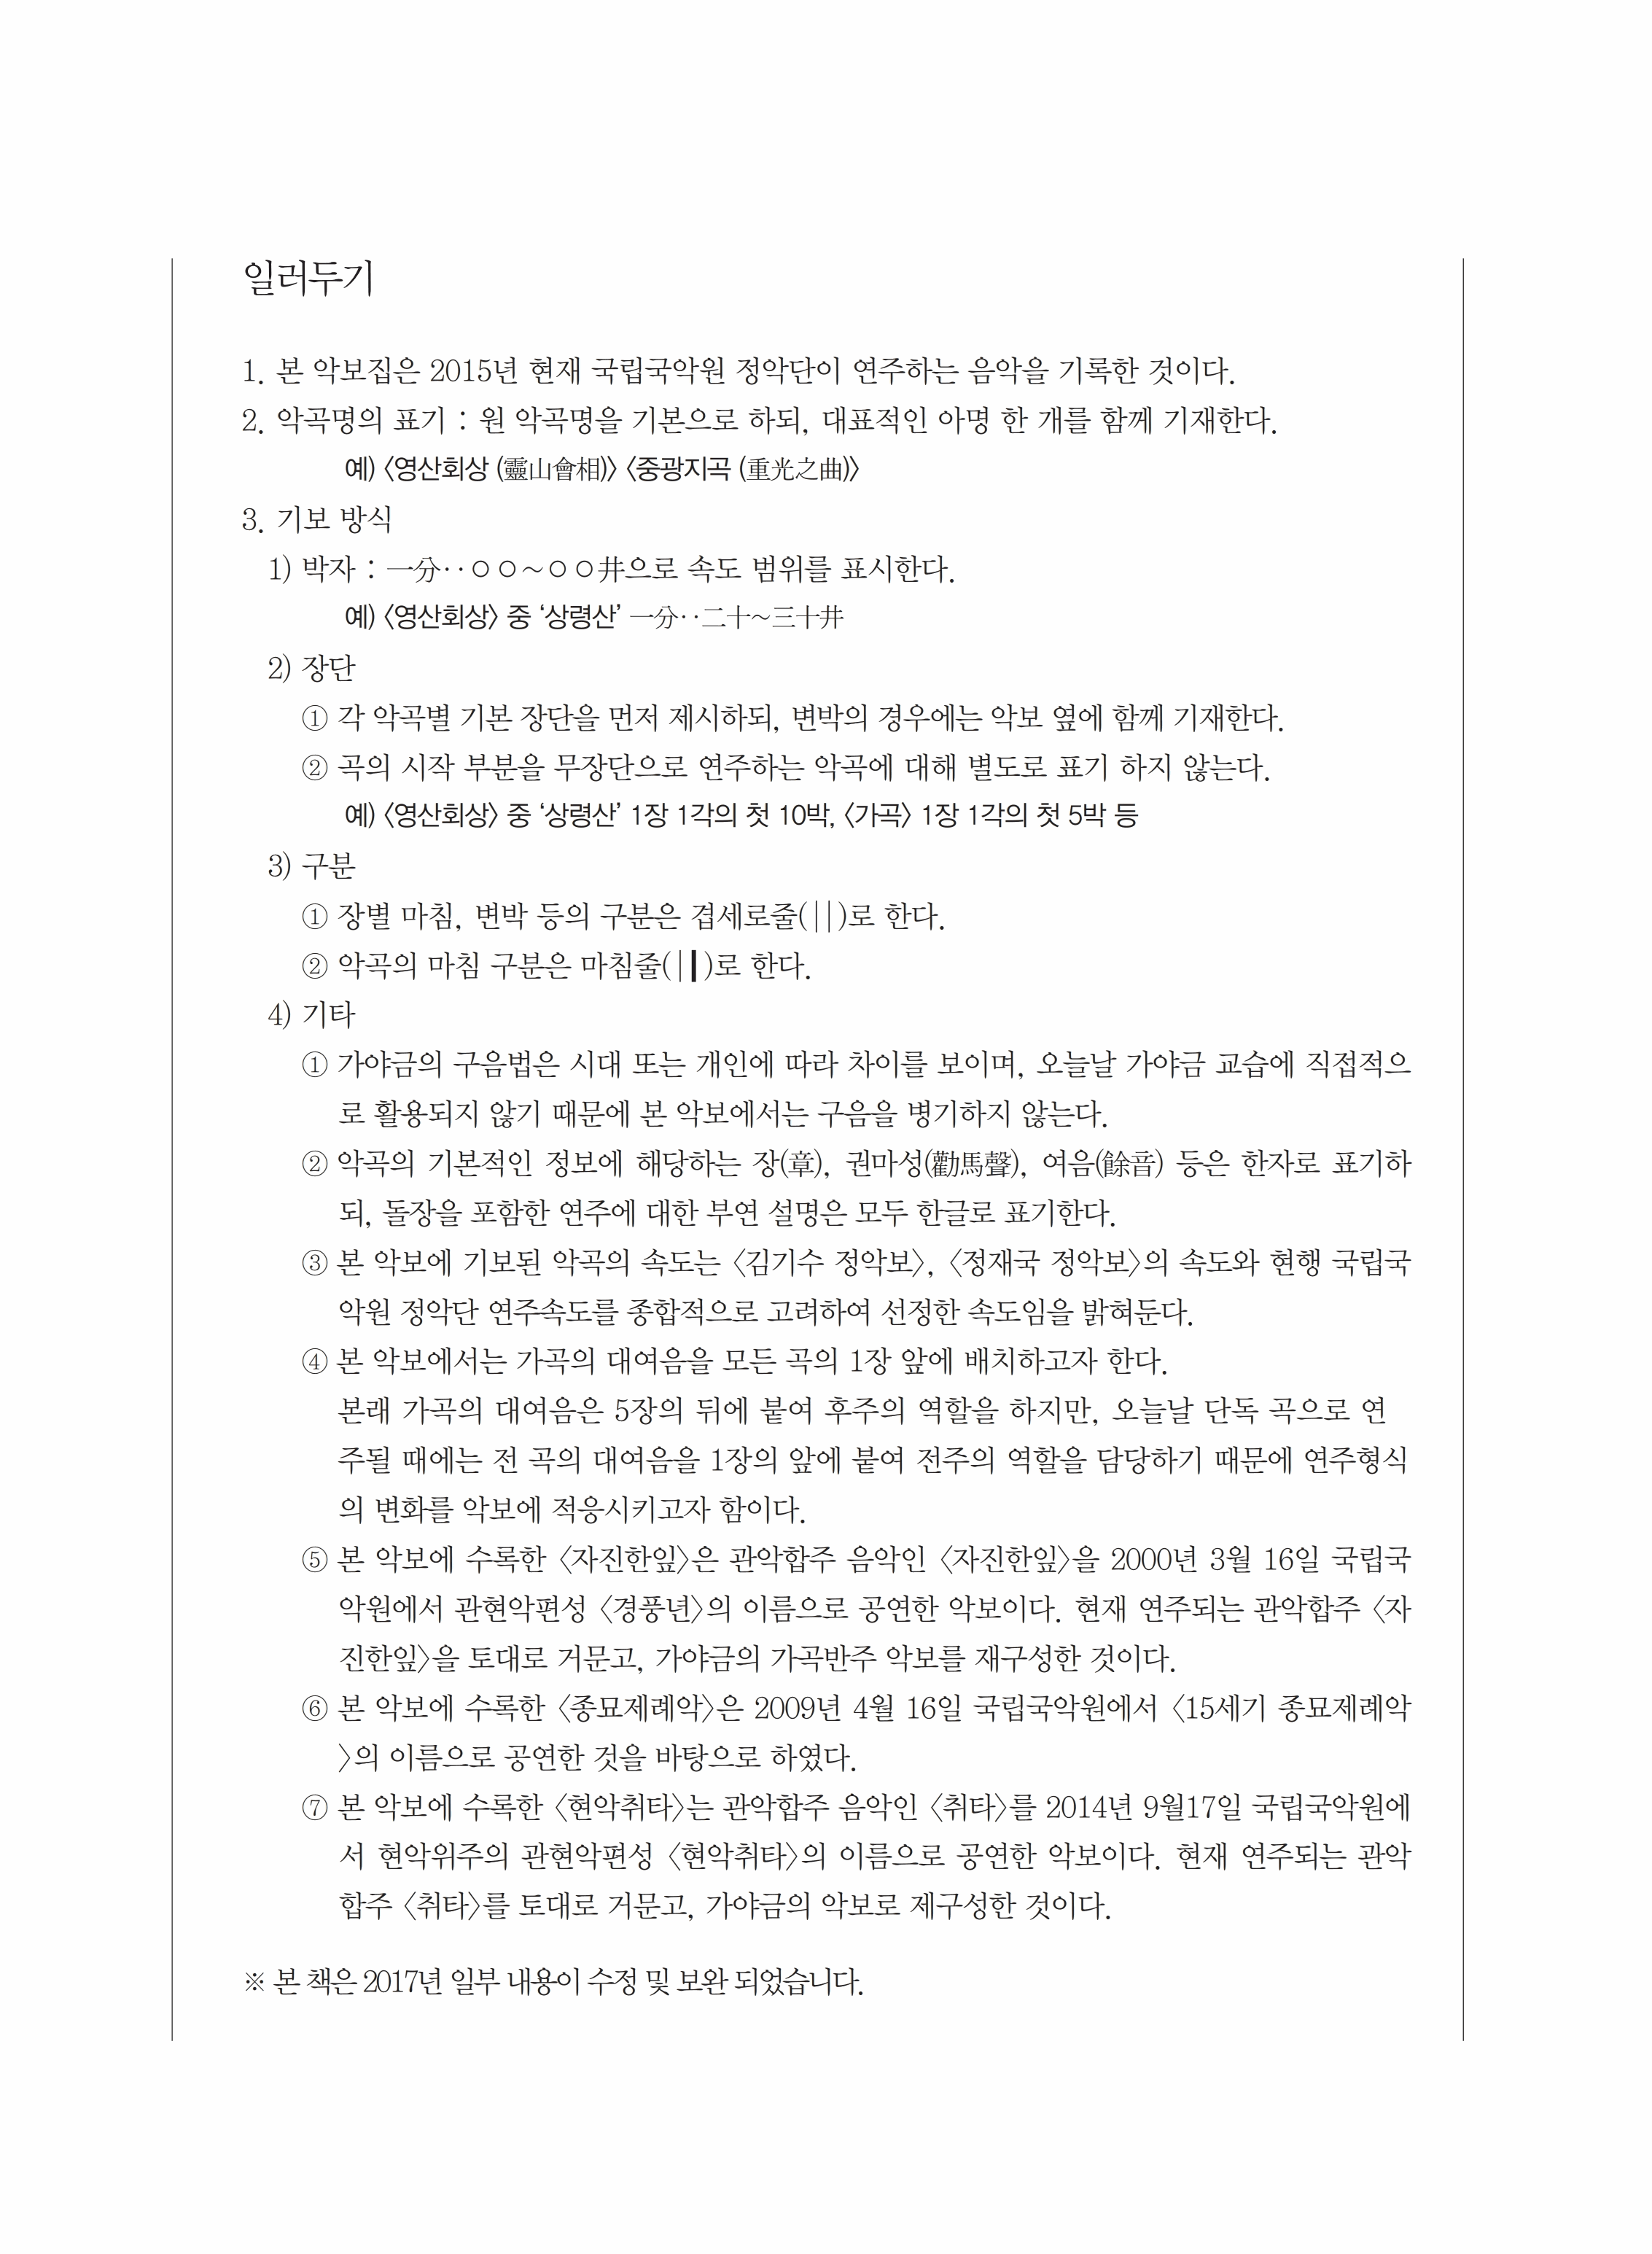 일러두기
1. 본 악보집은 2015년 현재 국립국악원 정악단이 연주하는 음악을 기록한 것이다.
2. 악곡명의 표기 : 원 악곡명을 기본으로 하되, 대표적인 아명 한 개를 함께 기재한다.
예) 〈영산회상 (靈山會相)〉 〈중광지곡 (重光之曲)〉
3. 기보 방식
1) 박자 : 一分‥○○~○○井으로 속도 범위를 표시한다.
예) 〈영산회상〉 중 ‘상령산’ 一分‥二十~三十井
2) 장단
① 각 악곡별 기본 장단을 먼저 제시하되, 변박의 경우에는 악보 옆에 함께 기재한다.
② 곡의 시작 부분을 무장단으로 연주하는 악곡에 대해 별도로 표기 하지 않는다.
예) 〈영산회상〉 중 ‘상령산’ 1장 1각의 첫 10박, 〈가곡〉 1장 1각의 첫 5박 등
3) 구분
① 장별 마침, 변박 등의 구분은 겹세로줄(||)로 한다.
② 악곡의 마침 구분은 마침줄(|┃)로 한다.
4) 기타
① 가야금의 구음법은 시대 또는 개인에 따라 차이를 보이며, 오늘날 가야금 교습에 직접적으
로 활용되지 않기 때문에 본 악보에서는 구음을 병기하지 않는다.
② 악곡의 기본적인 정보에 해당하는 장(章), 권마성(勸馬聲), 여음(餘音) 등은 한자로 표기하
되, 돌장을 포함한 연주에 대한 부연 설명은 모두 한글로 표기한다.
③ 본 악보에 기보된 악곡의 속도는 〈김기수 정악보〉, 〈정재국 정악보〉의 속도와 현행 국립국
악원 정악단 연주속도를 종합적으로 고려하여 선정한 속도임을 밝혀둔다.
④ 본 악보에서는 가곡의 대여음을 모든 곡의 1장 앞에 배치하고자 한다.
본래 가곡의 대여음은 5장의 뒤에 붙여 후주의 역할을 하지만, 오늘날 단독 곡으로 연
주될 때에는 전 곡의 대여음을 1장의 앞에 붙여 전주의 역할을 담당하기 때문에 연주형식
의 변화를 악보에 적응시키고자 함이다.
⑤ 본 악보에 수록한 〈자진한잎〉은 관악합주 음악인 〈자진한잎〉을 2000년 3월 16일 국립국
악원에서 관현악편성 〈경풍년〉의 이름으로 공연한 악보이다. 현재 연주되는 관악합주 〈자
진한잎〉을 토대로 거문고, 가야금의 가곡반주 악보를 재구성한 것이다.
⑥ 본 악보에 수록한 〈종묘제례악〉은 2009년 4월 16일 국립국악원에서 〈15세기 종묘제례악
〉의 이름으로 공연한 것을 바탕으로 하였다.
⑦ 본 악보에 수록한 〈현악취타〉는 관악합주 음악인 〈취타〉를 2014년 9월17일 국립국악원에
서 현악위주의 관현악편성 〈현악취타〉의 이름으로 공연한 악보이다. 현재 연주되는 관악
합주 〈취타〉를 토대로 거문고, 가야금의 악보로 제구성한 것이다.
※ 본 책은 2017년 일부 내용이 수정 및 보완 되었습니다.